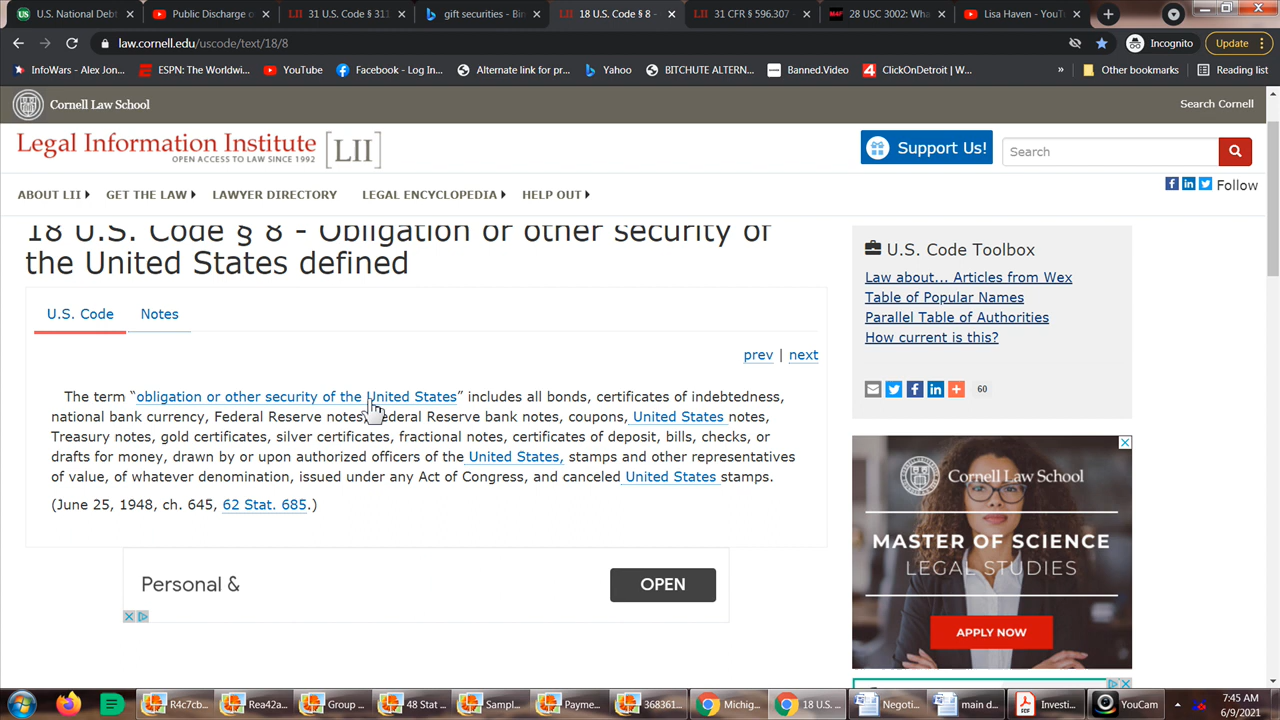 U.S. National Debt
Public Discharge o
31 U.S. Code § 311
gift securities - Bin
18 U.S. Code § 8 -
31 CFR § 596.307
28 USC 3002: Wh
Lisa Haven - YouT
law.cornell.edu/uscode/text/18/8
Incognito
Update
InfoWars - Alex Jon...
ESPN: The Worldwi...
YouTube
Facebook - Log In...
Alternate link for pr...
Yahoo
BITCHUTE ALTERN...
Banned.Video
ClickOnDetroit | W...
»
Other bookmarks
Reading list
Cornell Law School
Search Cornell
Legal Information Institute [LII]
OPEN ACCESS TO LAW SINCE 1992
Support Us!
Search
ABOUT LII
GET THE LAW
LAWYER DIRECTORY
LEGAL ENCYCLOPEDIA
HELP OUT
Follow
18 U.S. Code § 8 - Obligation or other security of
the United States defined
U.S. Code
Notes
prev | next
The term “obligation or other security of the United States” includes all bonds, certificates of indebtedness,
national bank currency, Federal Reserve notes, Federal Reserve bank notes, coupons, United States notes,
Treasury notes, gold certificates, silver certificates, fractional notes, certificates of deposit, bills, checks, or
drafts for money, drawn by or upon authorized officers of the United States, stamps and other representatives
of value, of whatever denomination, issued under any Act of Congress, and canceled United States stamps.
(June 25, 1948, ch. 645, 62 Stat. 685.)
Personal &
OPEN
U.S. Code Toolbox
Law about... Articles from Wex
Table of Popular Names
Parallel Table of Authorities
How current is this?
60
Cornell Law School
MASTER OF SCIENCE
LEGAL STUDIES
APPLY NOW
R4c7cb...
Rea42a...
Group ...
48 Stat...
Sampl...
Payme...
368361...
Michig...
18 U.S. ...
Negoti...
main d...
Investi...
YouCam
7:45 AM
6/9/2021